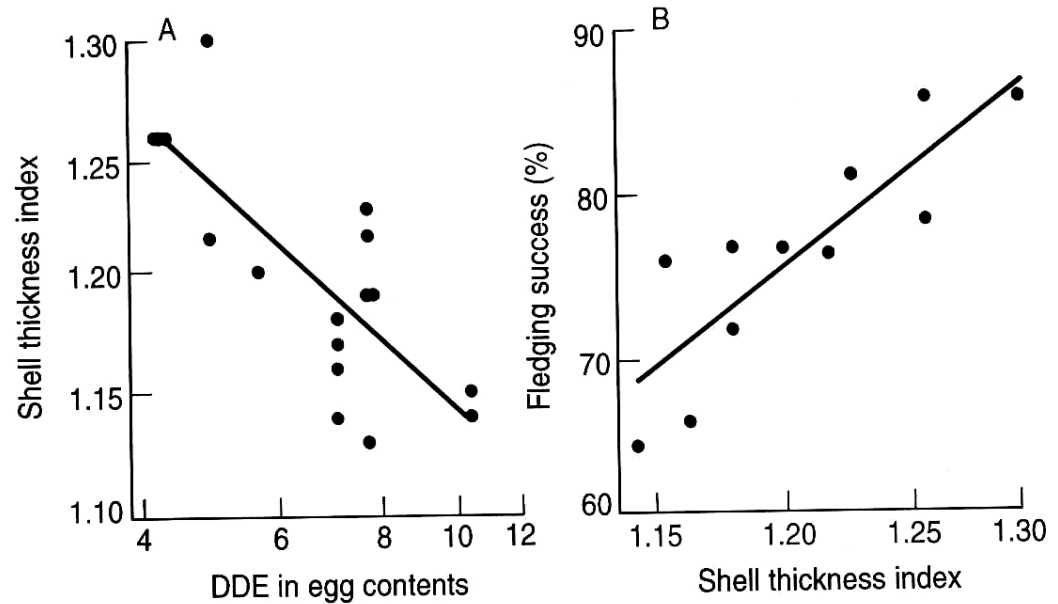 A
1.30
1.25
1.20
1.15
1.10
Shell thickness index
4 6 8 10 12
DDE in egg contents
B
90
80
70
60
Fledging success (%)
1.15 1.20 1.25 1.30
Shell thickness index